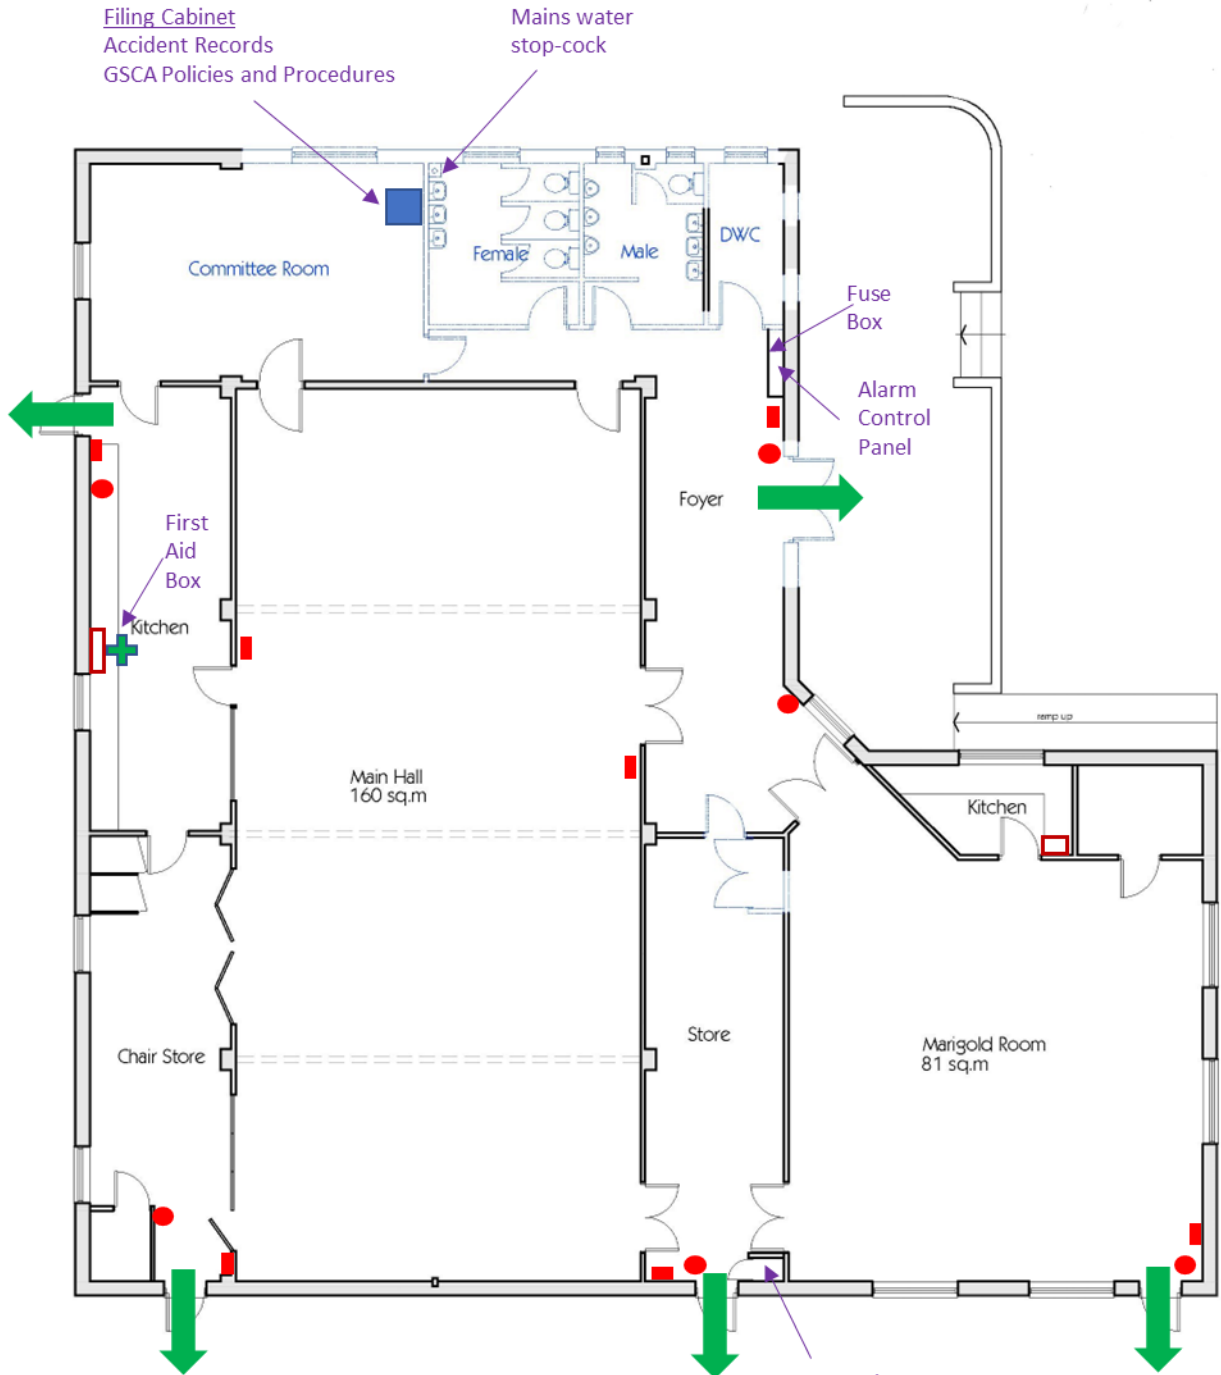 Filing Cabinet
Accident Records
GSCA Policies and Procedures
Mains water
stop-cock
Committee Room
Female
Male
DWC
Fuse
Box
Alarm
Control
Panel
Foyer
First
Aid
Box
Kitchen
ramp up
Main Hall
160 sq.m
Kitchen
Store
Chair Store
Marigold Room
81 sq.m